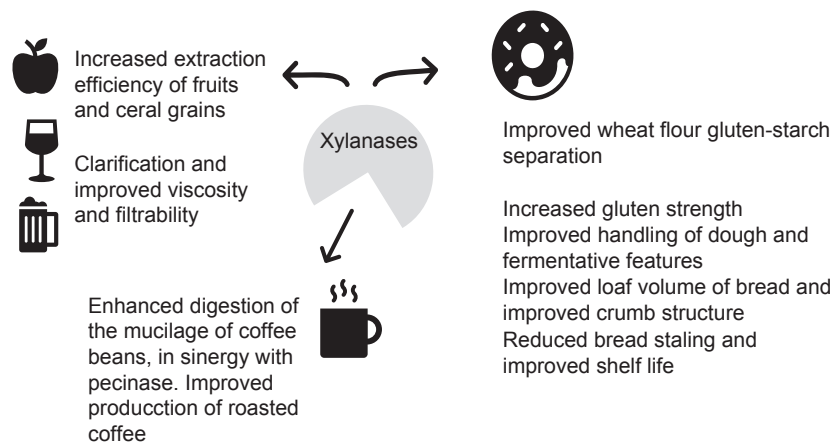 Increased extraction
efficiency of fruits
and ceral grains
Clarification and
improved viscosity
and filtrability
Xylanases
Improved wheat flour gluten-starch
separation
Increased gluten strength
Improved handling of dough and
fermentative features
Improved loaf volume of bread and
improved crumb structure
Reduced bread staling and
improved shelf life
Enhanced digestion of
the mucilage of coffee
beans, in sinergy with
pecinase. Improved
producction of roasted
coffee